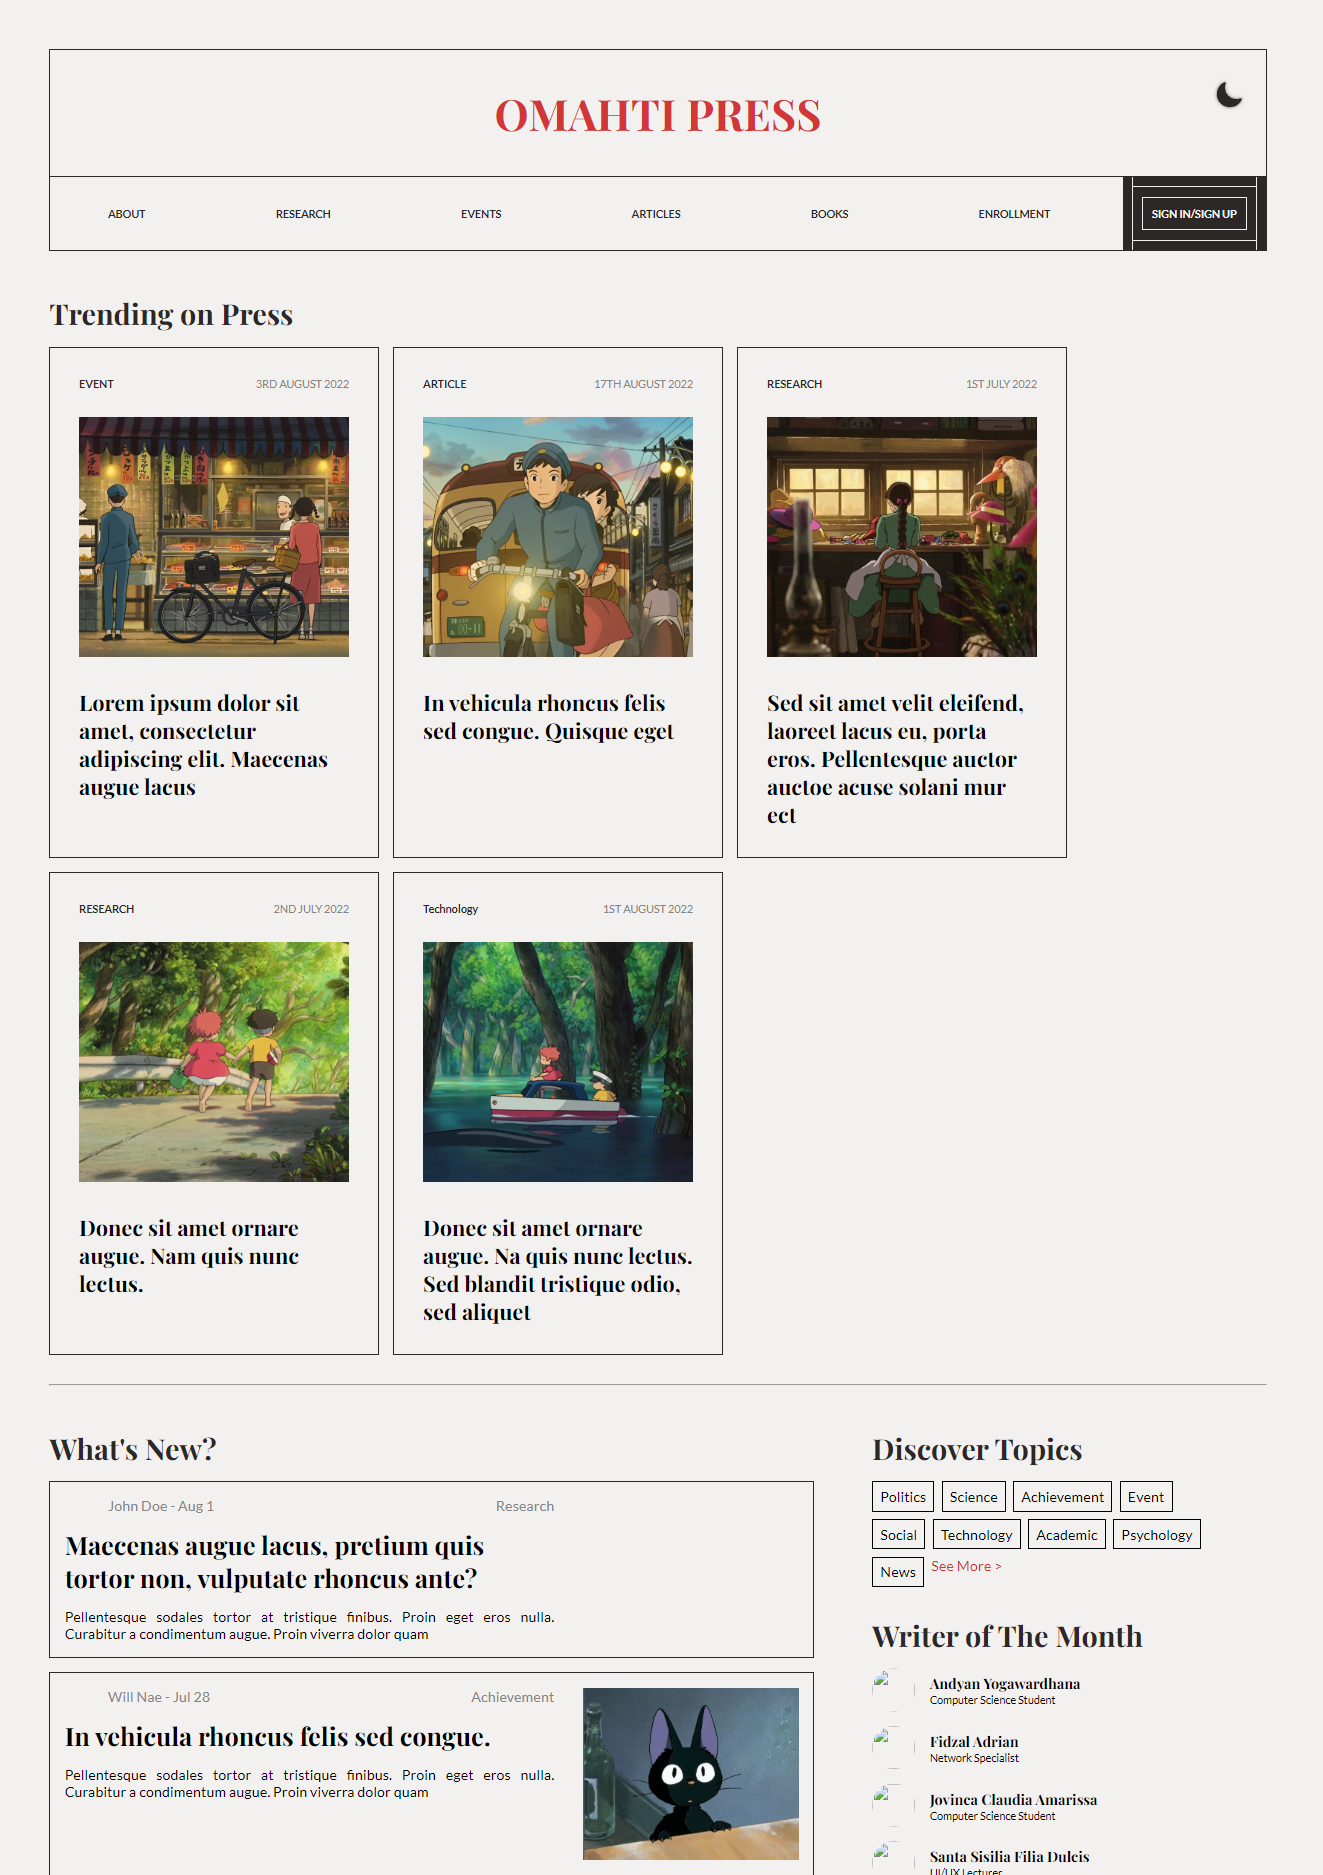 OMAHTI PRESS
ABOUT
RESEARCH
EVENTS
ARTICLES
BOOKS
ENROLLMENT
SIGN IN/SIGN UP
Trending on Press
EVENT
3RD AUGUST 2022
Lorem ipsum dolor sit
amet, consectetur
adipiscing elit. Maecenas
augue lacus
ARTICLE
17TH AUGUST 2022
In vehicula rhoncus felis
sed congue. Quisque eget
RESEARCH
1ST JULY 2022
Sed sit amet velit eleifend,
laoreet lacus eu, porta
eros. Pellentesque auctor
auctoe acuse solani mur
ect
RESEARCH
2ND JULY 2022
Donec sit amet ornare
augue. Nam quis nunc
lectus.
Technology
1ST AUGUST 2022
Donec sit amet ornare
augue. Na quis nunc lectus.
Sed blandit tristique odio,
sed aliquet
What's New?
John Doe - Aug 1
Research
Maecenas augue lacus, pretium quis
tortor non, vulputate rhoncus ante?
Pellentesque sodales tortor at tristique finibus. Proin eget eros nulla.
Curabitur a condimentum augue. Proin viverra dolor quam
Will Nae - Jul 28
Achievement
In vehicula rhoncus felis sed congue.
Pellentesque sodales tortor at tristique finibus. Proin eget eros nulla.
Curabitur a condimentum augue. Proin viverra dolor quam
Discover Topics
Politics
Science
Achievement
Event
Social
Technology
Academic
Psychology
News
See More >
Writer of The Month
Andyan Yogawardhana
Computer Science Student
Fidzal Adrian
Network Specialist
Jovinca Claudia Amarissa
Computer Science Student
Santa Sisilia Filia Dulcis
UI/UX Lecturer